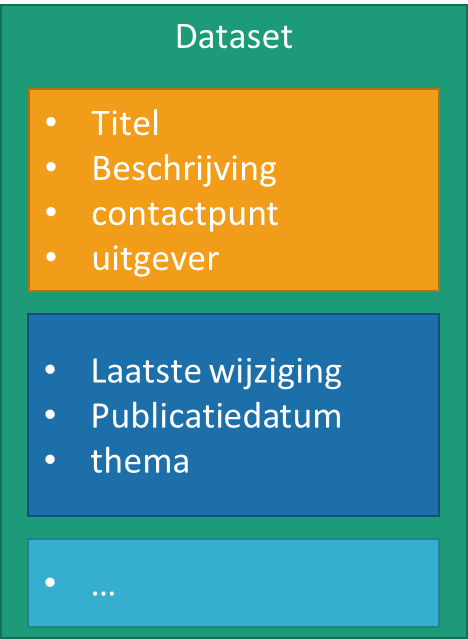 Dataset
• Titel
• Beschrijving
• contactpunt
• uitgever
• Laatste wijziging
• Publicatiedatum
• thema
• ...